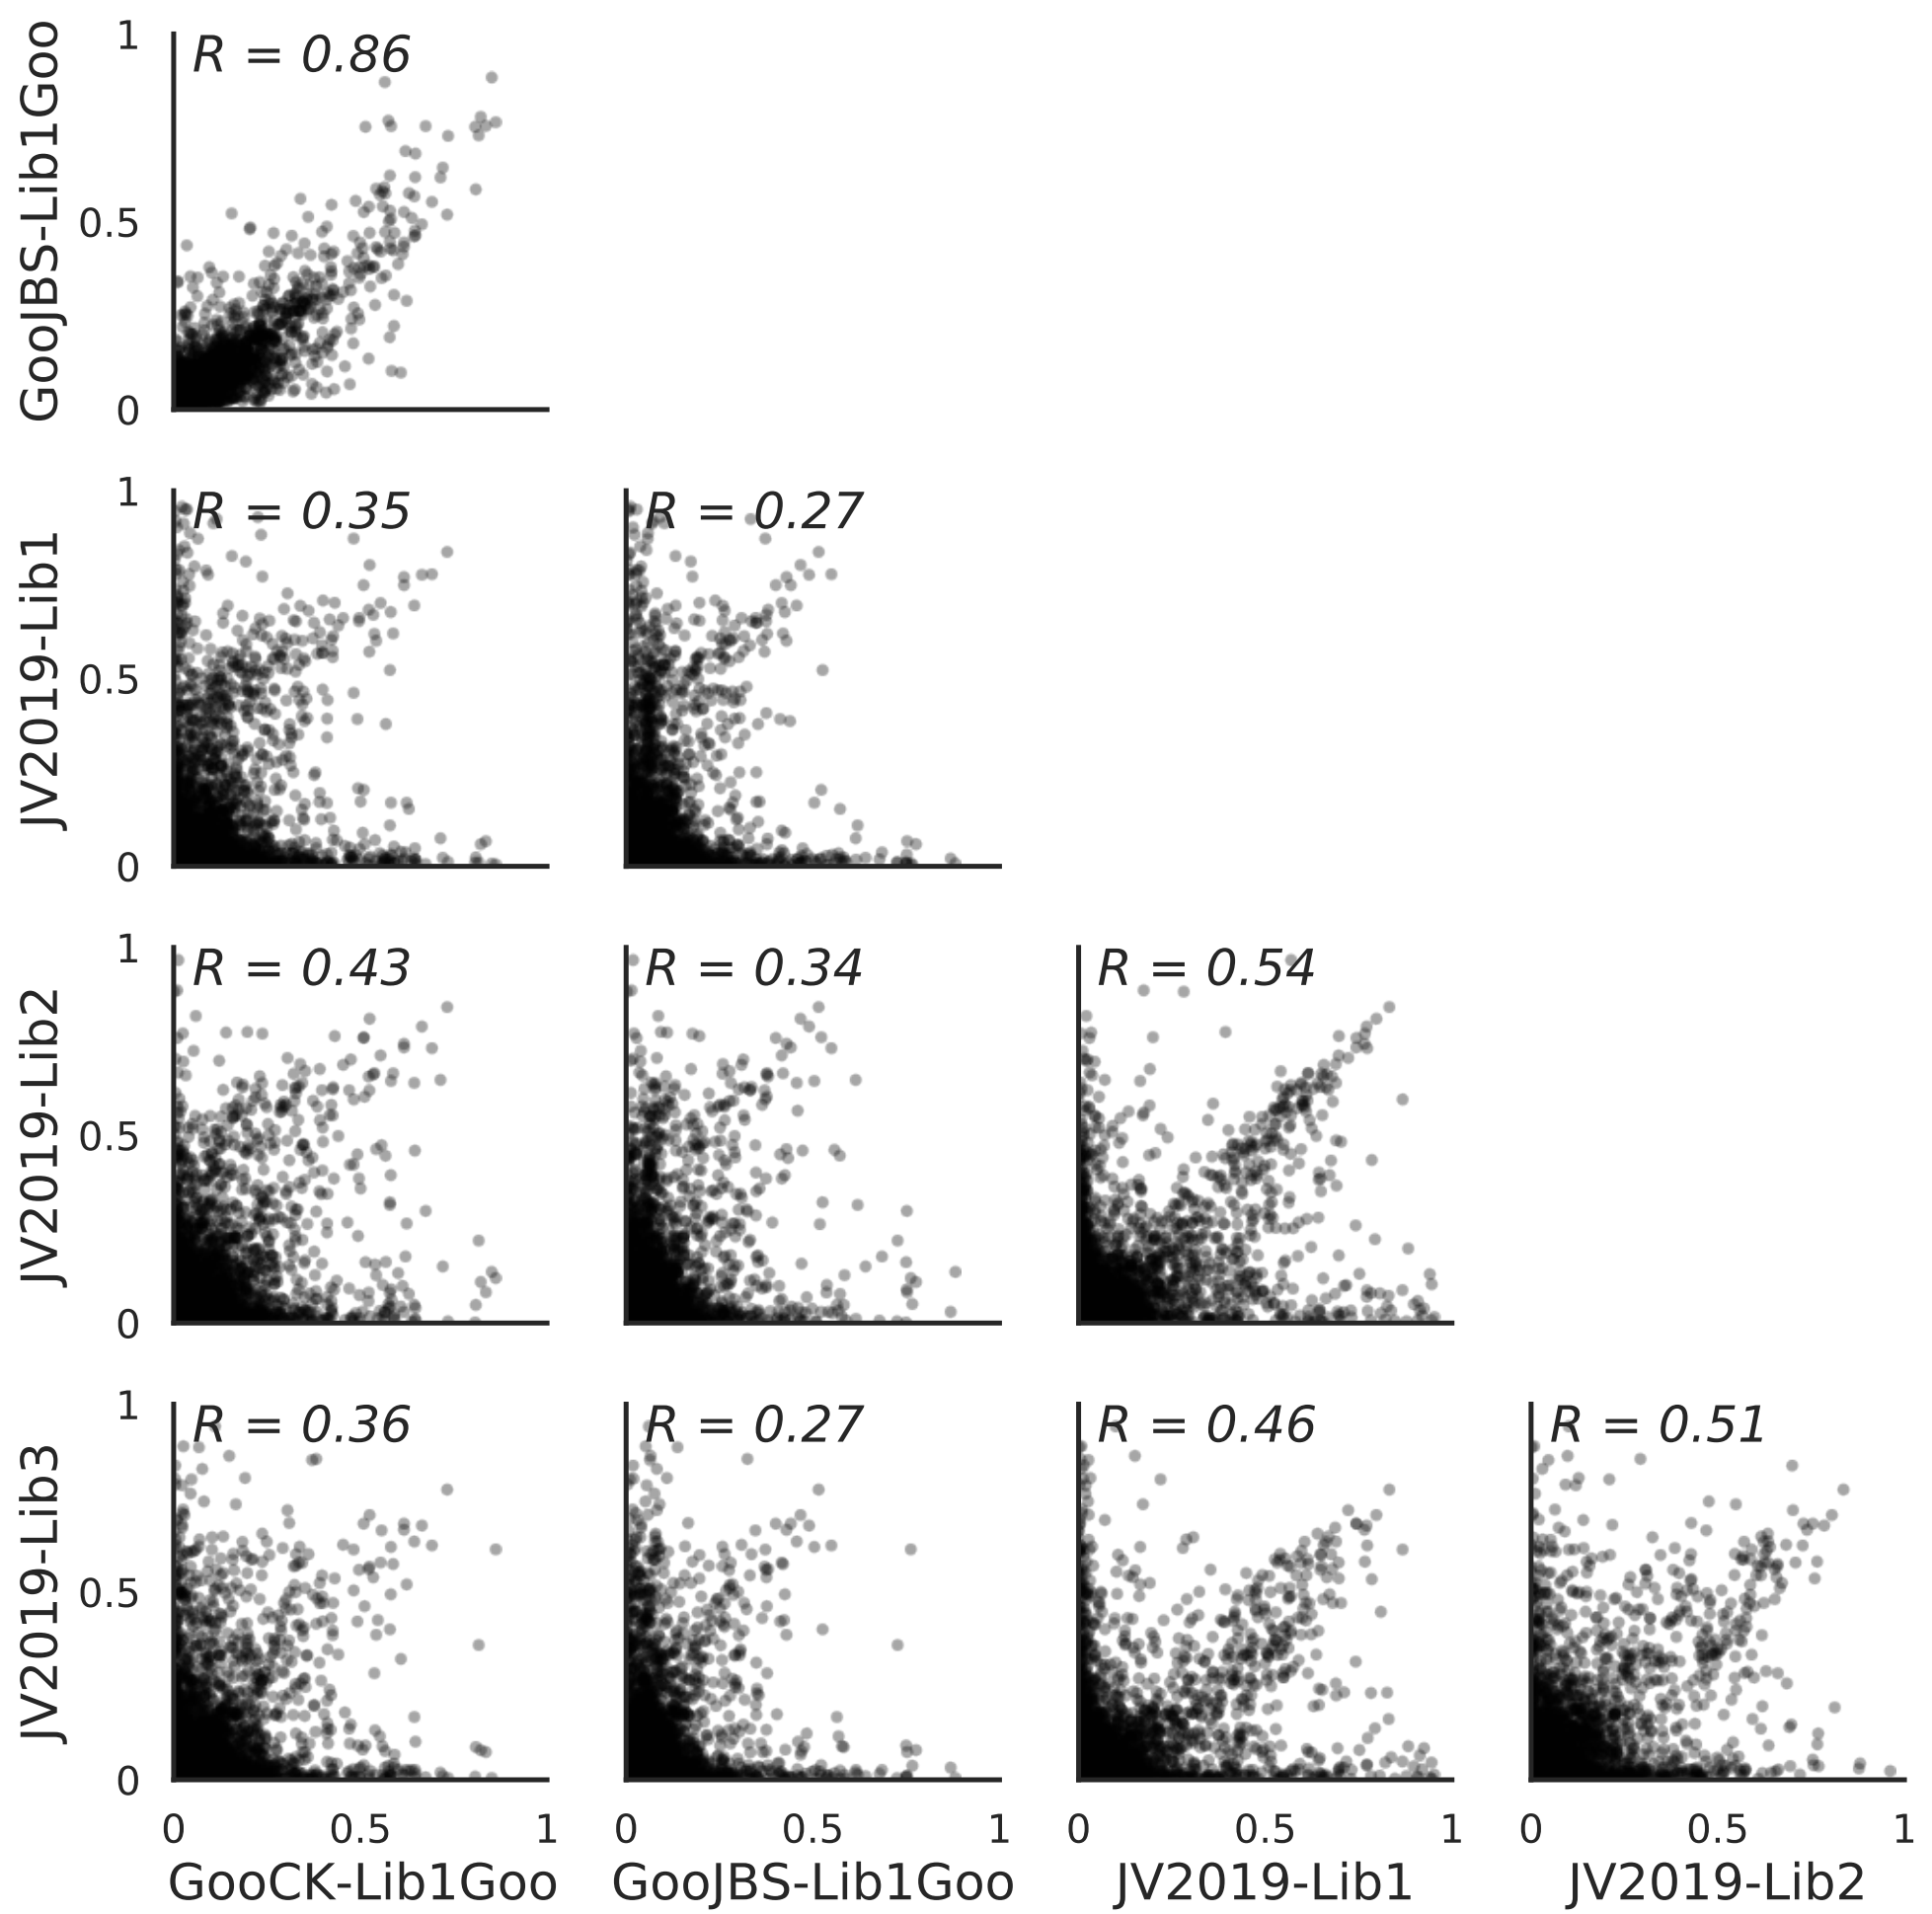 GooJBS-Lib1Goo
1
0.5
0
R = 0.86
JV2019-Lib1
1
0.5
0
R = 0.35
R = 0.27
JV2019-Lib2
1
0.5
0
R = 0.43
R = 0.34
R = 0.54
JV2019-Lib3
1
0.5
0
R = 0.36
R = 0.27
R = 0.46
R = 0.51
0 0.5 1
0 0.5 1
0 0.5 1
0 0.5 1
GooCK-Lib1Goo
GooJBS-Lib1Goo
JV2019-Lib1
JV2019-Lib2